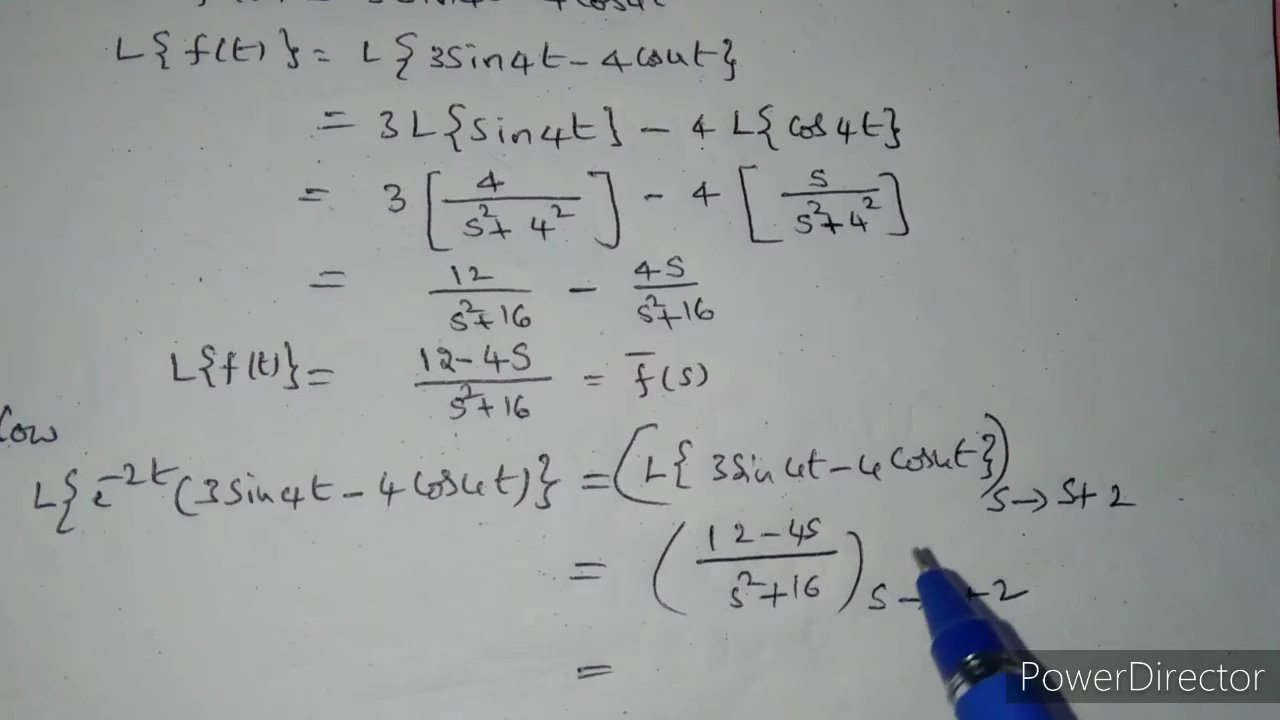 L{f(t)} = L{3sin4t - 4cos4t}
= 3L{sin4t} - 4L{cos4t}
= 3[4/(s²+4²)] - 4[s/(s²+4²)]
= 12/(s²+16) - 4s/(s²+16)
L{f(t)} = (12-4s)/(s²+16) = f̅(s)
L{e^-2t(3sin4t - 4cos4t)} = (L{3sin4t - 4cos4t})s→s+2
= ((12-4s)/(s²+16))s→ +2
=
PowerDirector